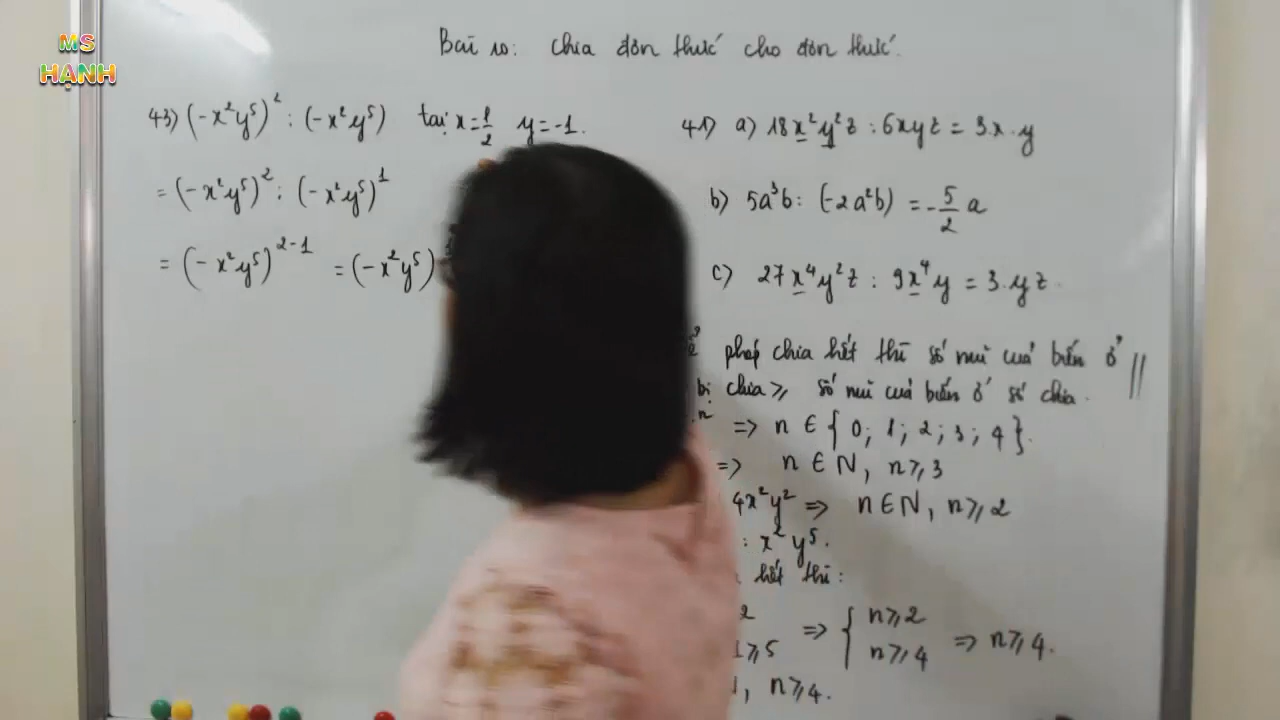 MS
HẠNH
Bài 10: chia đơn thức cho đơn thức.
43) (-x²y⁵)² : (-x²y⁵) tại x = 1/2 y = -1.
= (-x²y⁵)² : (-x²y⁵)¹
= (-x²y⁵)²⁻¹ = (-x²y⁵)
41) a) 18x²y²z : 6xyz = 3x.y
b) 5a³b : (-2a²b) = -5/2 a
c) 27x⁴y²z : 9x⁴y = 3.yz.
phép chia hết thì số mũ của biến ở
bị chia ≥ số mũ của biến ở số chia.
=> n ∈ {0; 1; 2; 3; 4}.
=> n ∈ N, n ≥ 3
4x²y² => n ∈ N, n ≥ 2
: x²y⁵.
hết thì:
2
≥ 5 => { n ≥ 2
n ≥ 4 => n ≥ 4.
, n ≥ 4.